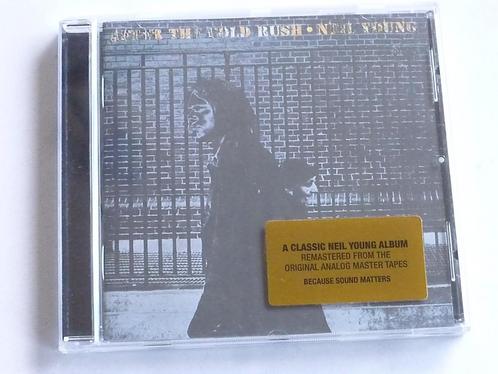 AFTER THE GOLD RUSH • NEIL YOUNG
A CLASSIC NEIL YOUNG ALBUM
REMASTERED FROM THE
ORIGINAL ANALOG MASTER TAPES
BECAUSE SOUND MATTERS